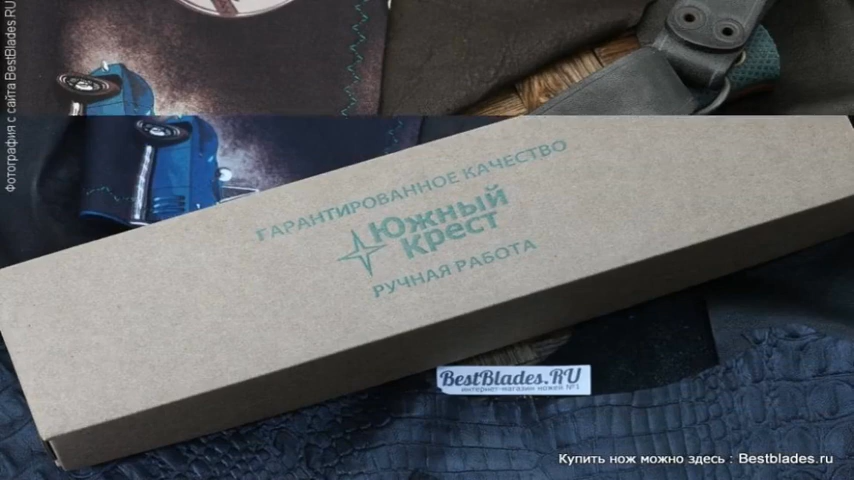 Фотография с сайта BestBlades.RU
ГАРАНТИРОВАННОЕ КАЧЕСТВО
Южный
Крест
РУЧНАЯ РАБОТА
BestBlades.RU
интернет-магазин ножей №1
Купить нож можно здесь : Bestblades.ru